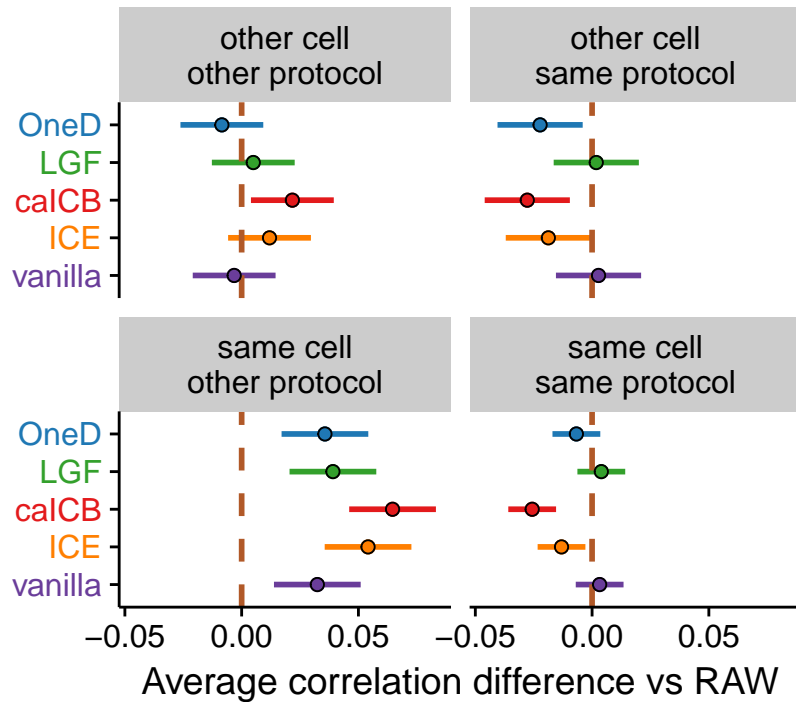 other cell
other protocol
other cell
same protocol
OneD
LGF
caICB
ICE
vanilla
same cell
other protocol
same cell
same protocol
OneD
LGF
caICB
ICE
vanilla
−0.05 0.00 0.05 −0.05 0.00 0.05
Average correlation difference vs RAW